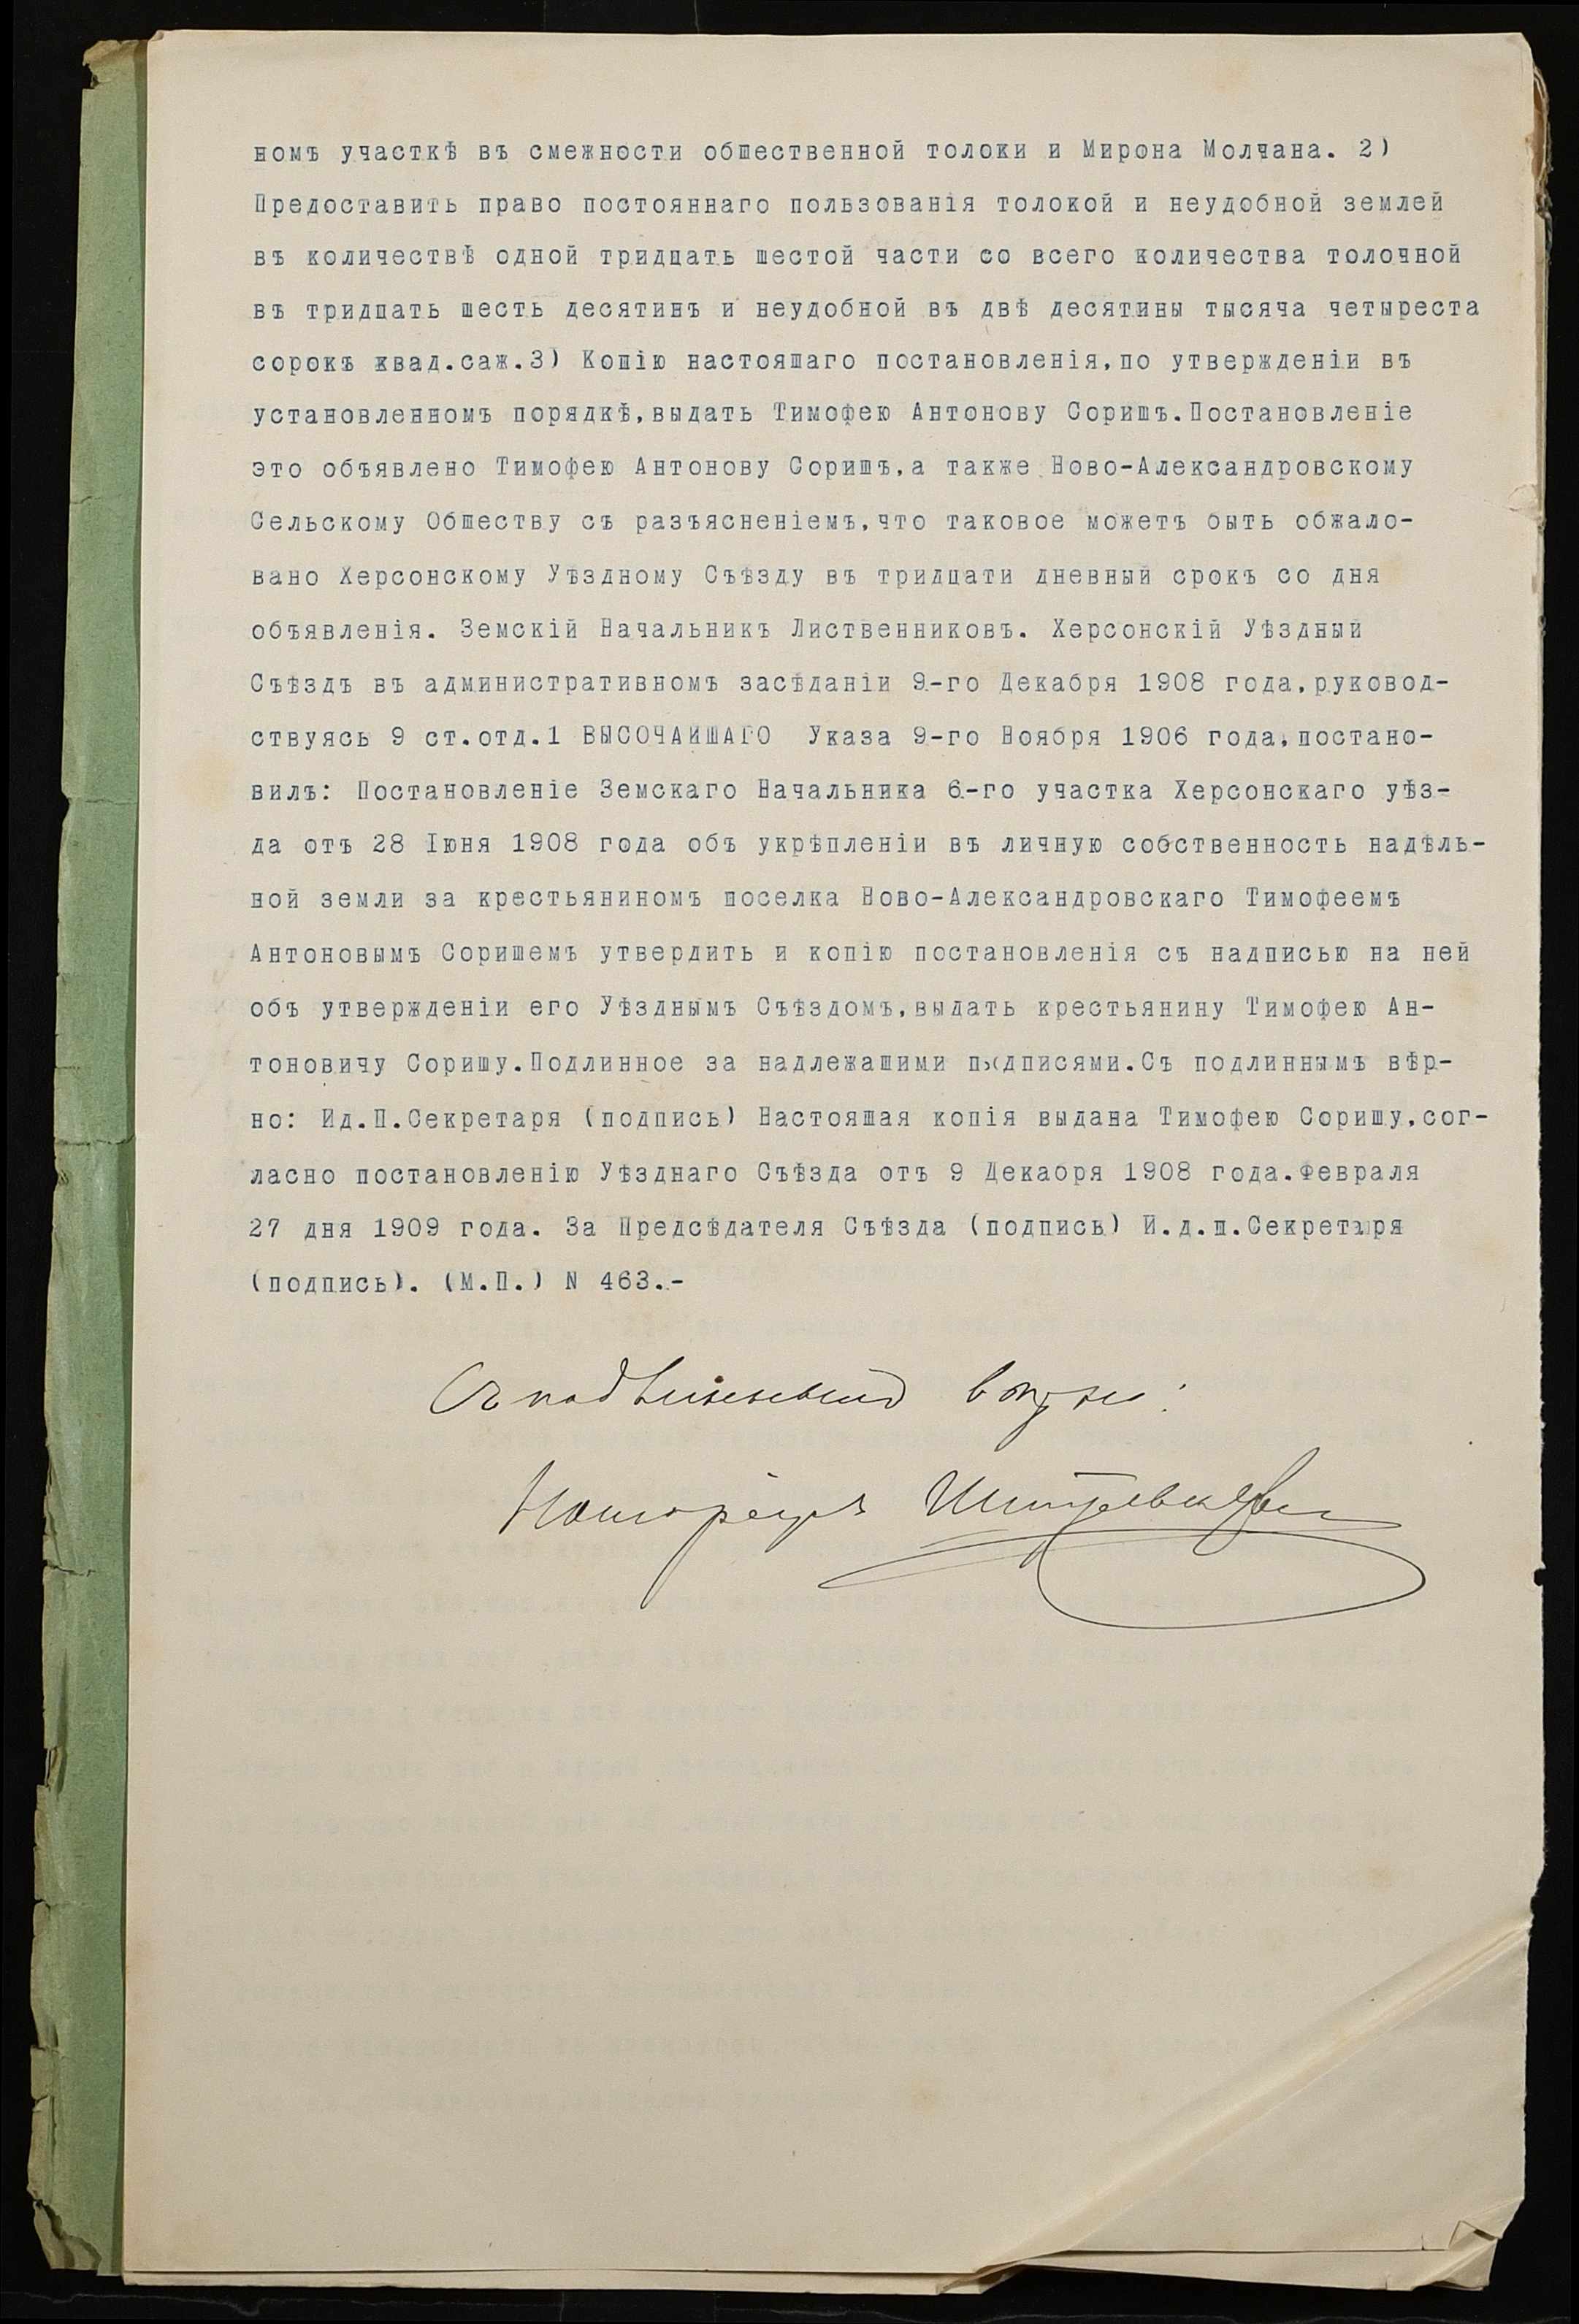 номъ участкѣ въ смежности обшественной толоки и Мирона Молчана. 2)
Предоставить право постояннаго пользованія толокой и неудобной землей
въ количествѣ одной тридцать шестой части со всего количества толочной
въ тридцать шесть десятинъ и неудобной въ двѣ десятины тысяча четыреста
сорокъ квад.саж.3) Копію настояшаго постановленія,по утвержденіи въ
установленномъ порядкѣ,выдать Тимофею Антонову Соришъ.Постановленіе
это объявлено Тимофею Антонову Соришъ,а также Ново-Александровскому
Сельскому Обшеству съ разъясненіемъ,что таковое можетъ быть обжало-
вано Херсонскому Уѣздному Съѣзду въ тридцати дневный срокъ со дня
объявленія. Земскій Начальникъ Лиственниковъ. Херсонскій Уѣздный
Съѣздъ въ административномъ засѣданіи 9-го Декабря 1908 года,руковод-
ствуясь 9 ст.отд.1 ВЫСОЧАЙШАГО Указа 9-го Ноября 1906 года,постано-
вилъ: Постановленіе Земскаго Начальника 6-го участка Херсонскаго уѣз-
да отъ 28 Іюня 1908 года объ укрѣпленіи въ личную собственность надѣль-
ной земли за крестьяниномъ поселка Ново-Александровскаго Тимофеемъ
Антоновымъ Соришемъ утвердить и копію постановленія съ надписью на ней
объ утвержденіи его Уѣзднымъ Съѣздомъ,выдать крестьянину Тимофею Ан-
тоновичу Соришу.Подлинное за надлежашими подписями.Съ подлиннымъ вѣр-
но: Ид.П.Секретаря (подпись) Настояшая копія выдана Тимофею Соришу,сог-
ласно постановленію Уѣзднаго Съѣзда отъ 9 Декабря 1908 года.Февраля
27 дня 1909 года. За Предсѣдателя Съѣзда (подпись) И.д.п.Секретаря
(подпись). (М.П.) N 463.-
Съ подлиннымъ вѣрно:
Нотаріусъ